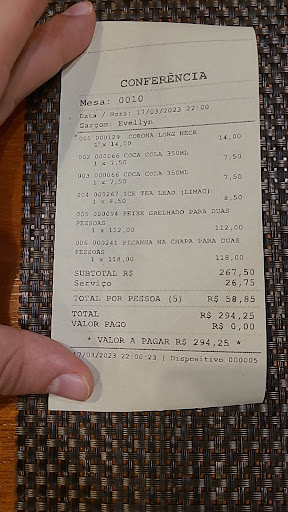 CONFERÊNCIA
Mesa: 0010
Data / Hora: 17/03/2023 22:00
Garçom: Evellyn
001 000129 CORONA LONG NECK
1 x 14,00 14,00
002 000066 COCA COLA 350ML
1 x 7,50 7,50
003 000066 COCA COLA 350ML
1 x 7,50 7,50
004 000267 ICE TEA LEAO (LIMAO)
1 x 8,50 8,50
005 000054 PEIXE GRELHADO PARA DUAS
PESSOAS
1 x 112,00 112,00
006 000241 PICANHA NA CHAPA PARA DUAS
PESSOAS
1 x 118,00 118,00
SUBTOTAL R$ 267,50
Serviço 26,75
TOTAL POR PESSOA (5) R$ 58,85
TOTAL R$ 294,25
VALOR PAGO R$ 0,00
* VALOR A PAGAR R$ 294,25 *
17/03/2023 22:00:23 | Dispositivo 000005